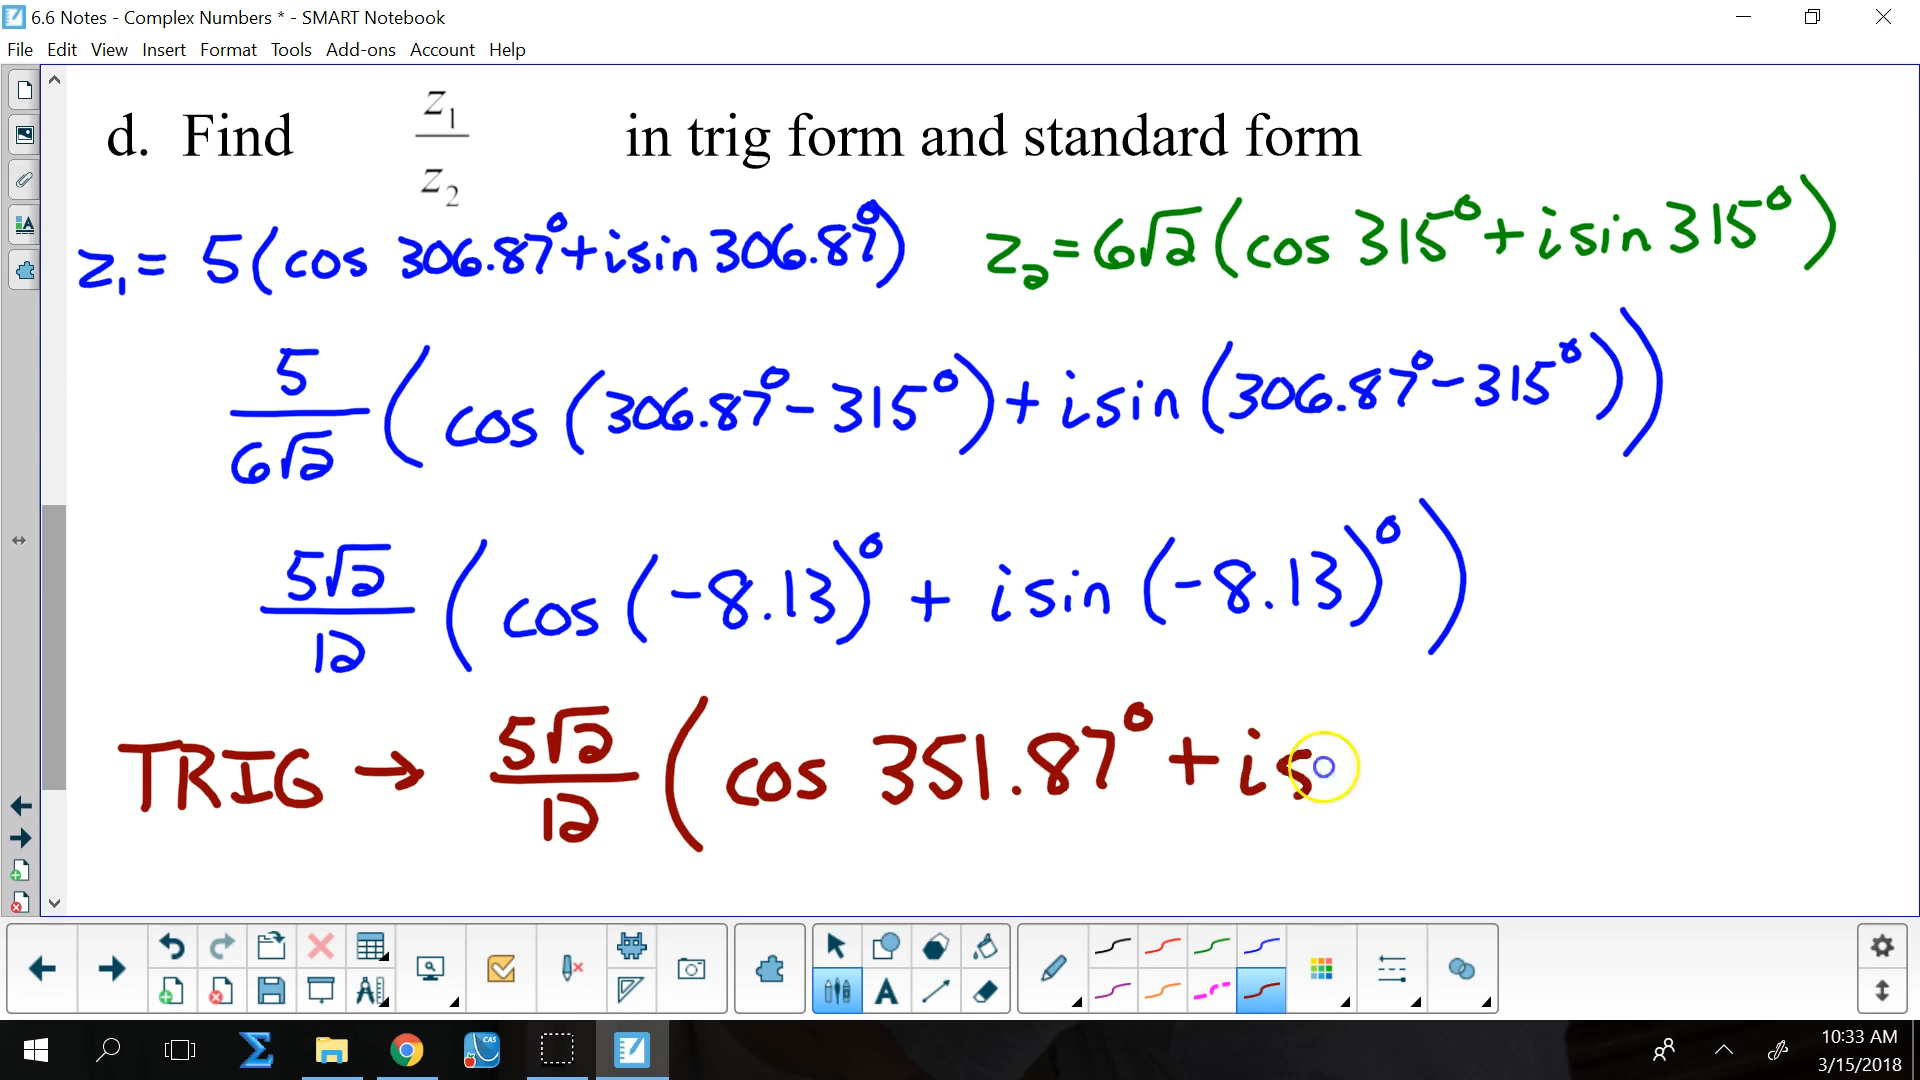 6.6 Notes - Complex Numbers * - SMART Notebook
File Edit View Insert Format Tools Add-ons Account Help
d. Find z₁/z₂ in trig form and standard form
z₁ = 5(cos 306.87° + i sin 306.87°) z₂ = 6√2(cos 315° + i sin 315°)
5/6√2 (cos (306.87° - 315°) + i sin (306.87° - 315°))
5√2/12 (cos (-8.13)° + i sin (-8.13)°)
TRIG → 5√2/12 (cos 351.87° + i s
A
CAS
10:33 AM
3/15/2018